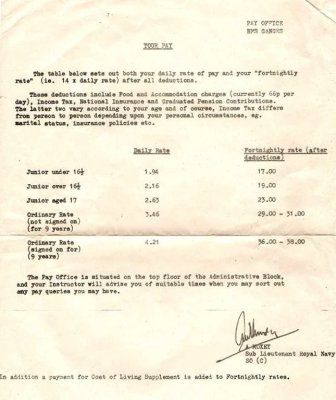 PAY OFFICE
HMS GANGES
YOUR PAY
The table below sets out both your daily rate of pay and your "fortnightly
rate" (ie. 14 x daily rate) after all deductions.
These deductions include Food and Accommodation charges (currently 66p per
day), Income Tax, National Insurance and Graduated Pension Contributions.
The latter two vary according to your age and of course, Income Tax differs
from person to person depending upon your personal circumstances, eg.
marital status, insurance policies etc.
Daily Rate Fortnightly rate (after
deductions)
Junior under 16½ 1.94 17.00
Junior over 16½ 2.16 19.00
Junior aged 17 2.63 23.00
Ordinary Rate 3.46 29.00 - 31.00
(not signed on)
(for 9 years)
Ordinary Rate 4.21 36.00 - 38.00
(signed on for)
(9 years)
The Pay Office is situated on the top floor of the Administrative Block,
and your Instructor will advise you of suitable times when you may sort out
any pay queries you may have.
Sub Lieutenant Royal Navy
SO (C)
In addition a payment for Cost of Living Supplement is added to Fortnightly rates.